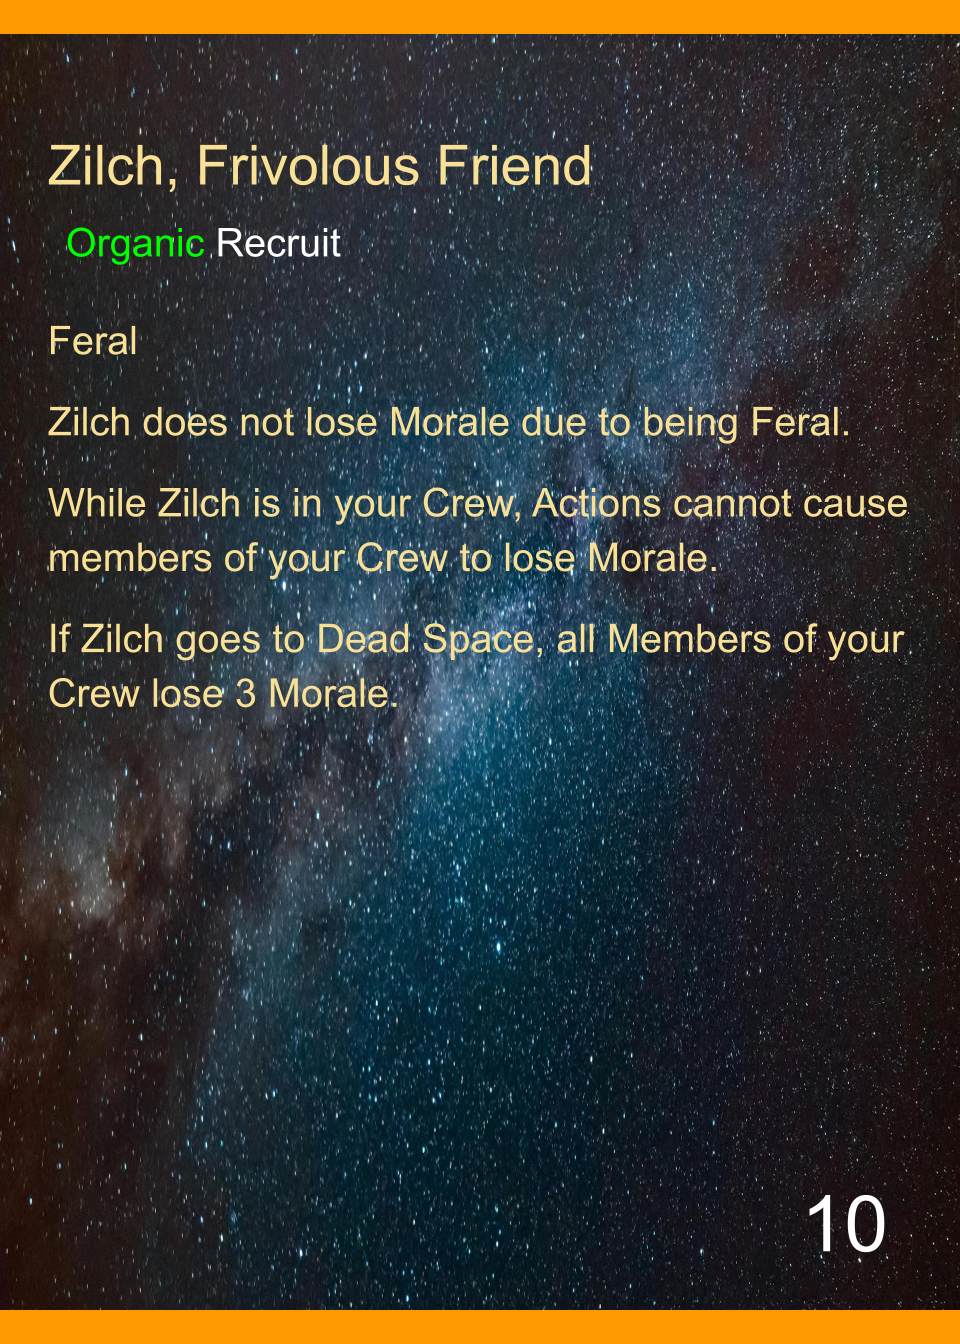 Zilch, Frivolous Friend
Organic Recruit
Feral
Zilch does not lose Morale due to being Feral.
While Zilch is in your Crew, Actions cannot cause
members of your Crew to lose Morale.
If Zilch goes to Dead Space, all Members of your
Crew lose 3 Morale.
10